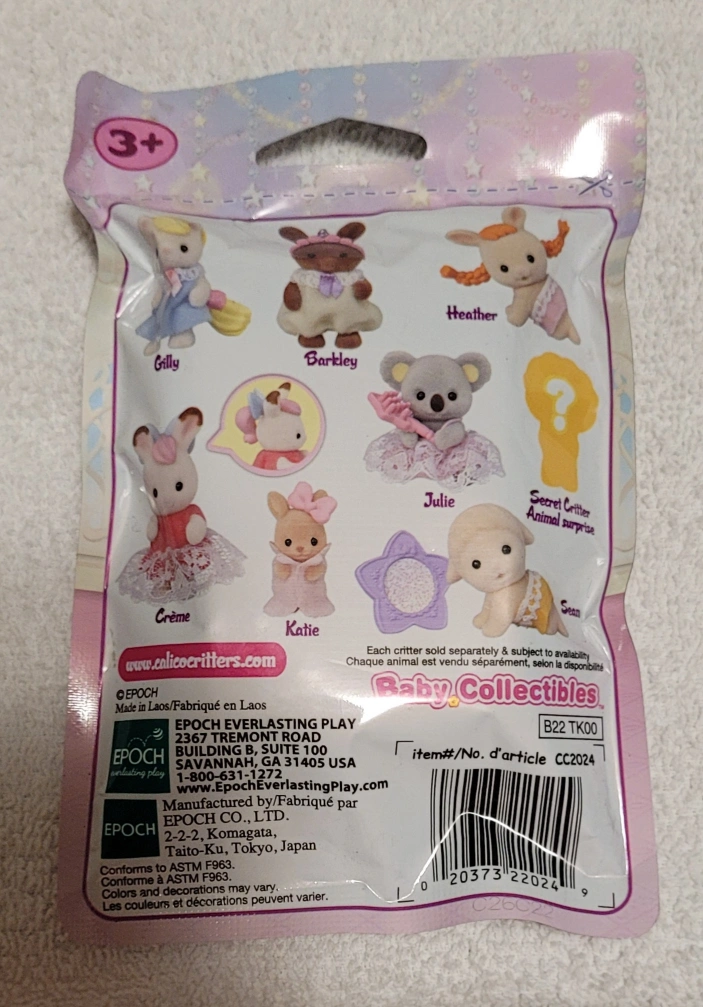 3+
Gilly
Barkley
Heather
Julie
?
Secret Critter
Animal surprise
Crème
Katie
Sean
www.calicocritters.com
Each critter sold separately & subject to availability
Chaque animal est vendu séparément, selon la disponibilité
Baby Collectibles™
©EPOCH
Made in Laos/Fabriqué en Laos
B22 TK00
EPOCH
everlasting play
EPOCH EVERLASTING PLAY
2367 TREMONT ROAD
BUILDING B, SUITE 100
SAVANNAH, GA 31405 USA
1-800-631-1272
www.EpochEverlastingPlay.com
item#/No. d'article CC2024
EPOCH
Manufactured by/Fabriqué par
EPOCH CO., LTD.
2-2-2, Komagata,
Taito-Ku, Tokyo, Japan
Conforms to ASTM F963.
Conforme à ASTM F963.
Colors and decorations may vary.
Les couleurs et décorations peuvent varier.
0 20373 22024 9